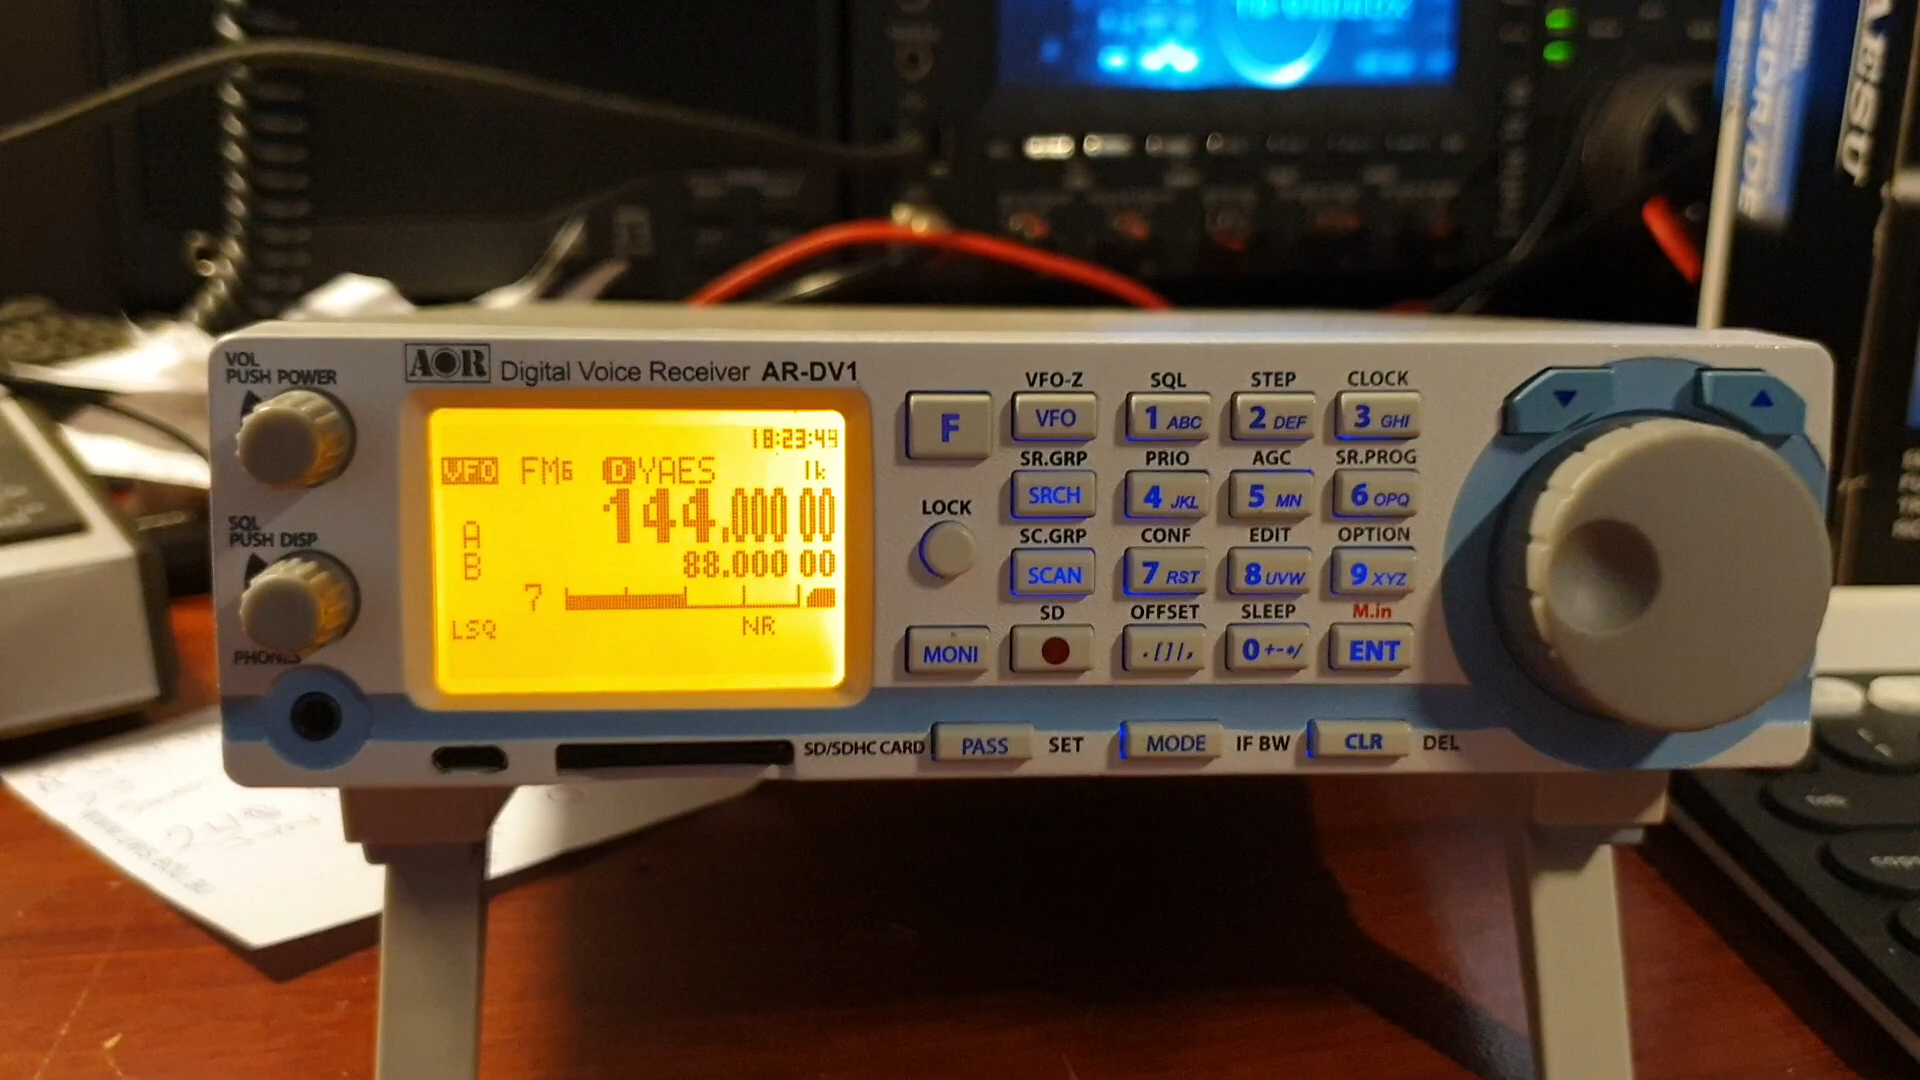 VOL
PUSH POWER
AOR Digital Voice Receiver AR-DV1
18:23:49
VFO FM6 D YAES 1k
144.000 00
A
B 88.000 00
7
LSQ NR
SQL
PUSH DISP
PHONES
SD/SDHC CARD
F
LOCK
MONI
VFO-Z SQL STEP CLOCK
VFO 1 ABC 2 DEF 3 GHI
SR.GRP PRIO AGC SR.PROG
SRCH 4 JKL 5 MN 6 OPQ
SC.GRP CONF EDIT OPTION
SCAN 7 RST 8 UVW 9 XYZ
SD OFFSET SLEEP M.in
.[]|, 0 +-*/ ENT
PASS SET MODE IF BW CLR DEL
tab
caps